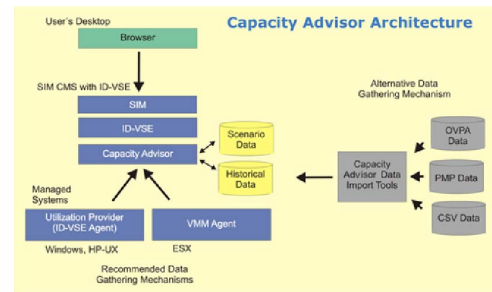 Capacity Advisor Architecture
User's Desktop
Browser
SIM CMS with ID-VSE
SIM
ID-VSE
Capacity Advisor
Scenario
Data
Historical
Data
Managed
Systems
Utilization Provider
(ID-VSE Agent)
VMM Agent
Windows, HP-UX
ESX
Recommended Data
Gathering Mechanisms
Alternative Data
Gathering Mechanism
Capacity
Advisor Data
Import Tools
OVPA
Data
PMP Data
CSV Data